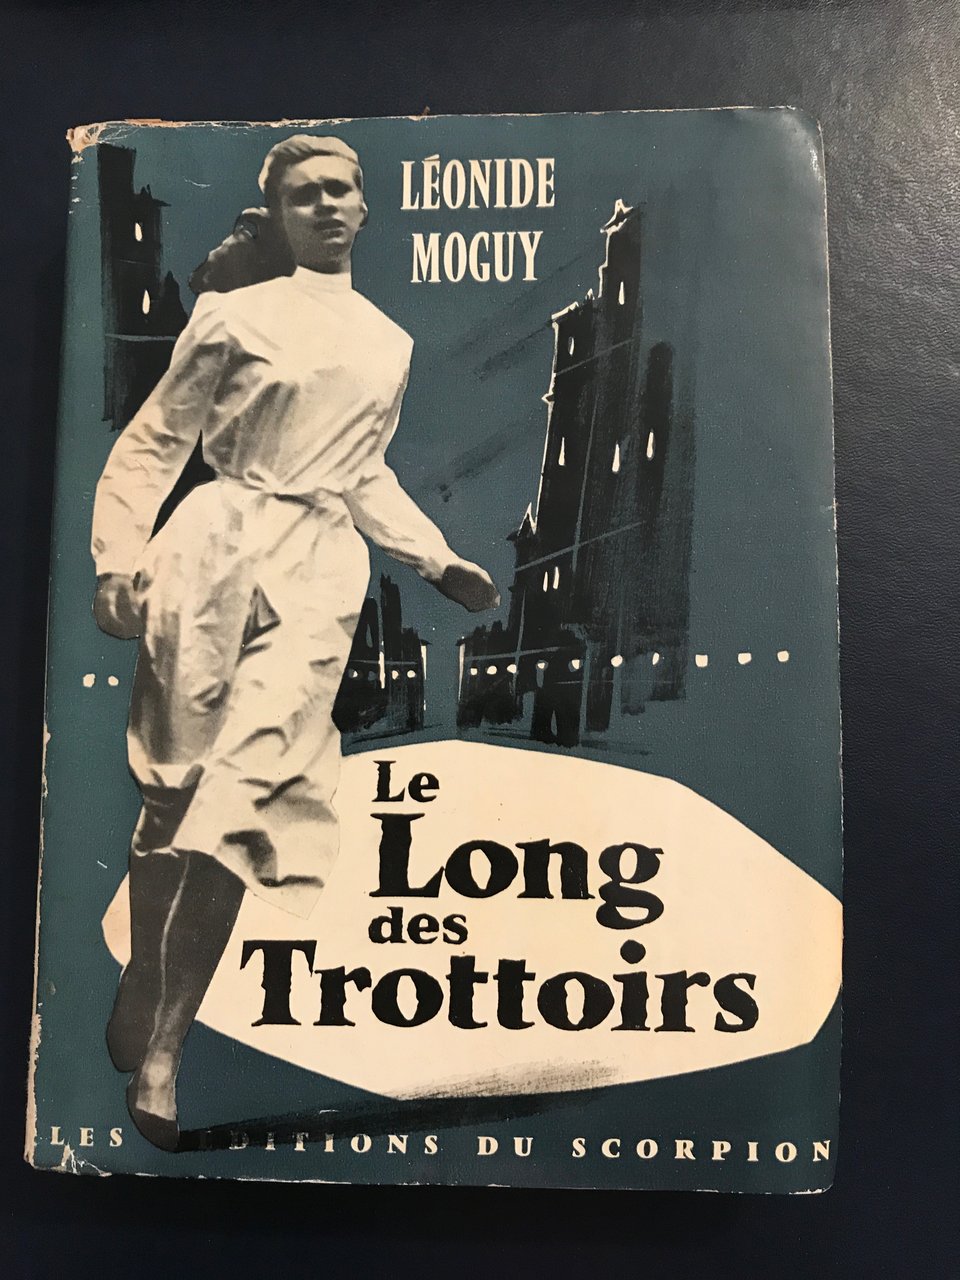 LÉONIDE
MOGUY
Le
Long
des
Trottoirs
LES ÉDITIONS DU SCORPION